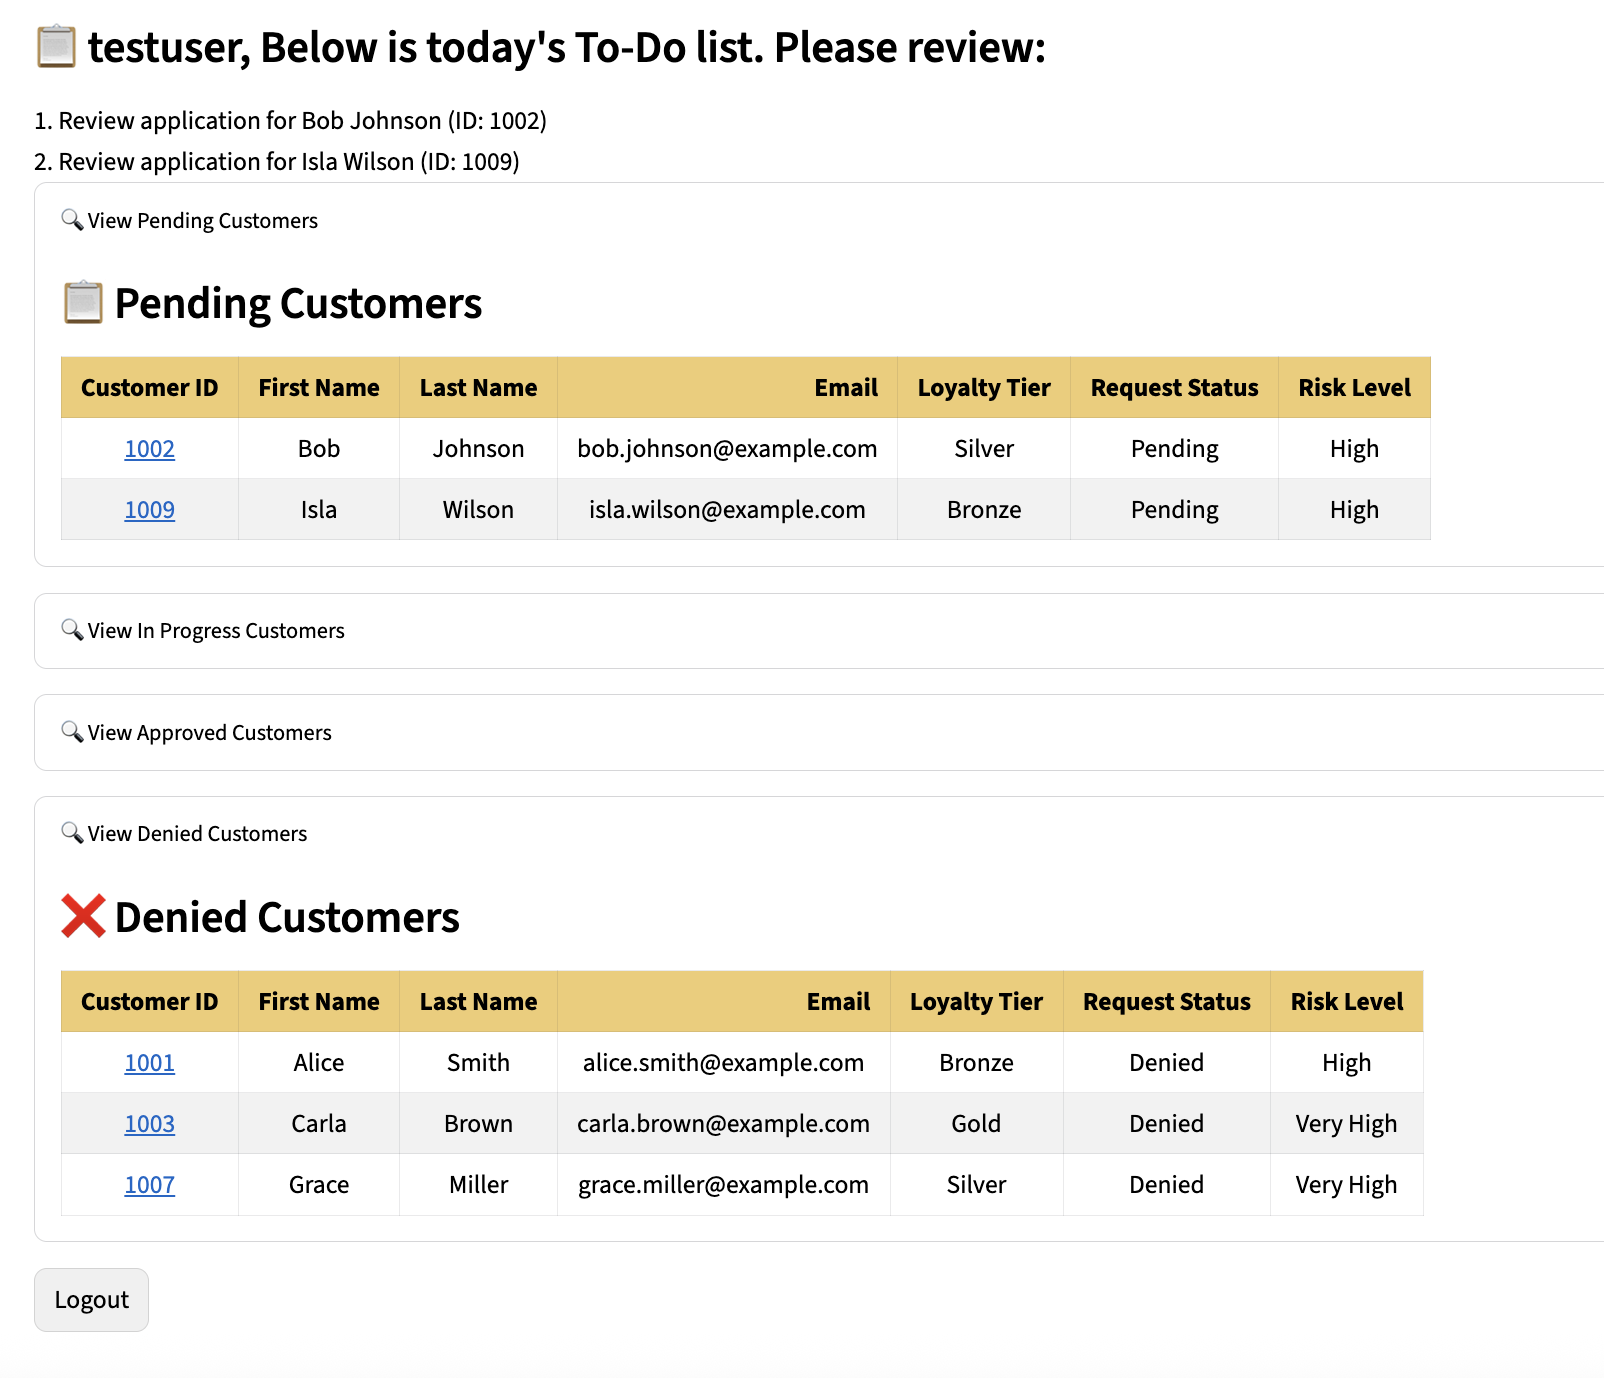 testuser, Below is today's To-Do list. Please review:
1. Review application for Bob Johnson (ID: 1002)
2. Review application for Isla Wilson (ID: 1009)
View Pending Customers
Pending Customers
Customer ID First Name Last Name Email Loyalty Tier Request Status Risk Level
1002 Bob Johnson bob.johnson@example.com Silver Pending High
1009 Isla Wilson isla.wilson@example.com Bronze Pending High
View In Progress Customers
View Approved Customers
View Denied Customers
Denied Customers
Customer ID First Name Last Name Email Loyalty Tier Request Status Risk Level
1001 Alice Smith alice.smith@example.com Bronze Denied High
1003 Carla Brown carla.brown@example.com Gold Denied Very High
1007 Grace Miller grace.miller@example.com Silver Denied Very High
Logout